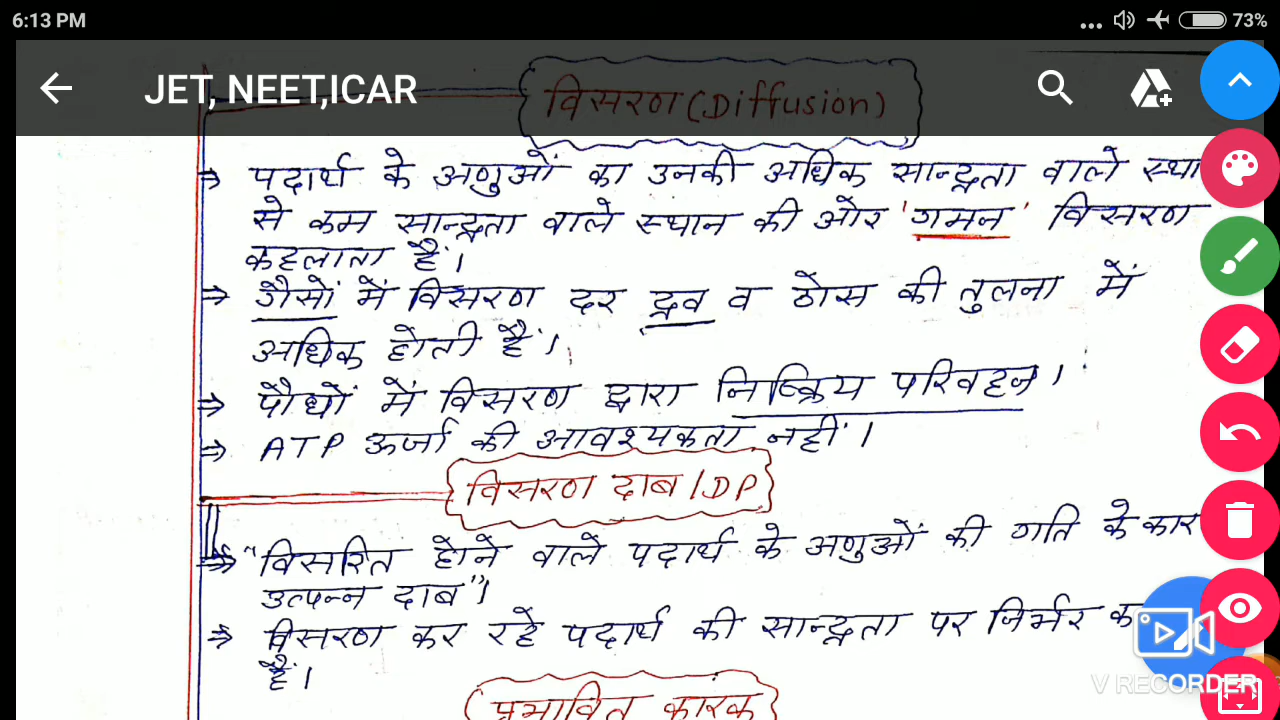 6:13 PM
73%
JET, NEET,ICAR
विसरण (Diffusion)
⇒ पदार्थ के अणुओं का उनकी अधिक सान्द्रता वाले स्था
से कम सान्द्रता वाले स्थान की ओर 'गमन' विसरण
कहलाता हैं।
⇒ गैसों में विसरण दर द्रव व ठोस की तुलना में
अधिक होती हैं।
⇒ पौधों में विसरण द्वारा निष्क्रिय परिवहन।
⇒ ATP ऊर्जा की आवश्यकता नहीं।
विसरण दाब/DP
⇒ "विसरित होने वाले पदार्थ के अणुओं की गति के कार
उत्पन्न दाब"।
⇒ विसरण कर रहे पदार्थ की सान्द्रता पर निर्भर क
हैं।
V RECORDER
प्रभावित कारक